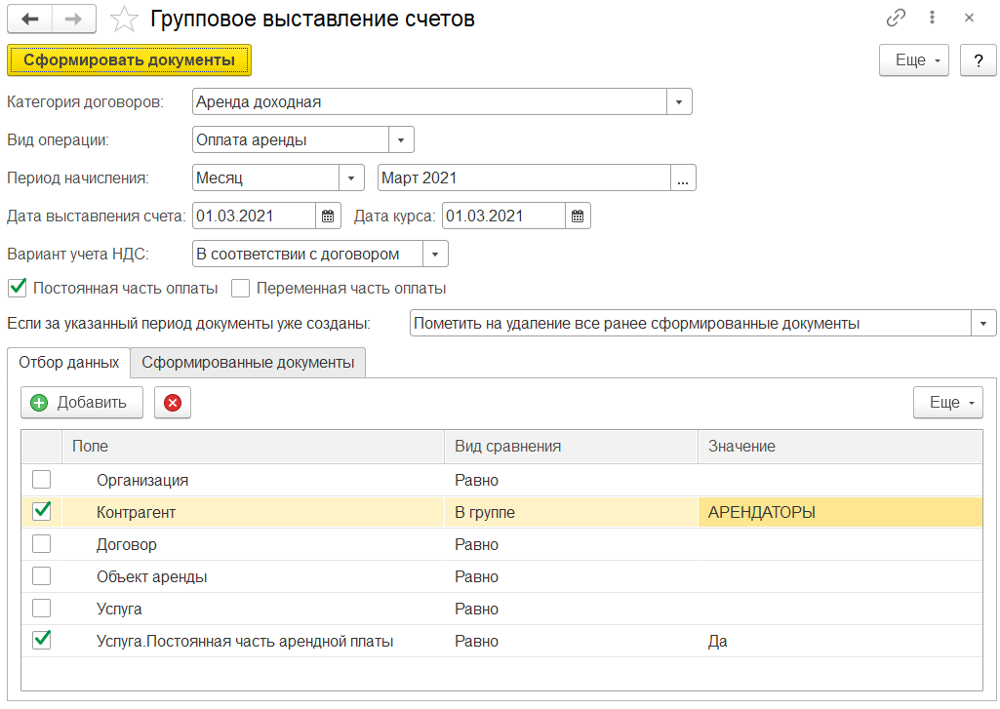 Групповое выставление счетов
Сформировать документы Еще ?
Категория договоров: Аренда доходная
Вид операции: Оплата аренды
Период начисления: Месяц Март 2021 ...
Дата выставления счета: 01.03.2021 Дата курса: 01.03.2021
Вариант учета НДС: В соответствии с договором
Постоянная часть оплаты Переменная часть оплаты
Если за указанный период документы уже созданы: Пометить на удаление все ранее сформированные документы
Отбор данных Сформированные документы
Добавить Еще
Поле Вид сравнения Значение
Организация Равно
Контрагент В группе АРЕНДАТОРЫ
Договор Равно
Объект аренды Равно
Услуга Равно
Услуга.Постоянная часть арендной платы Равно Да